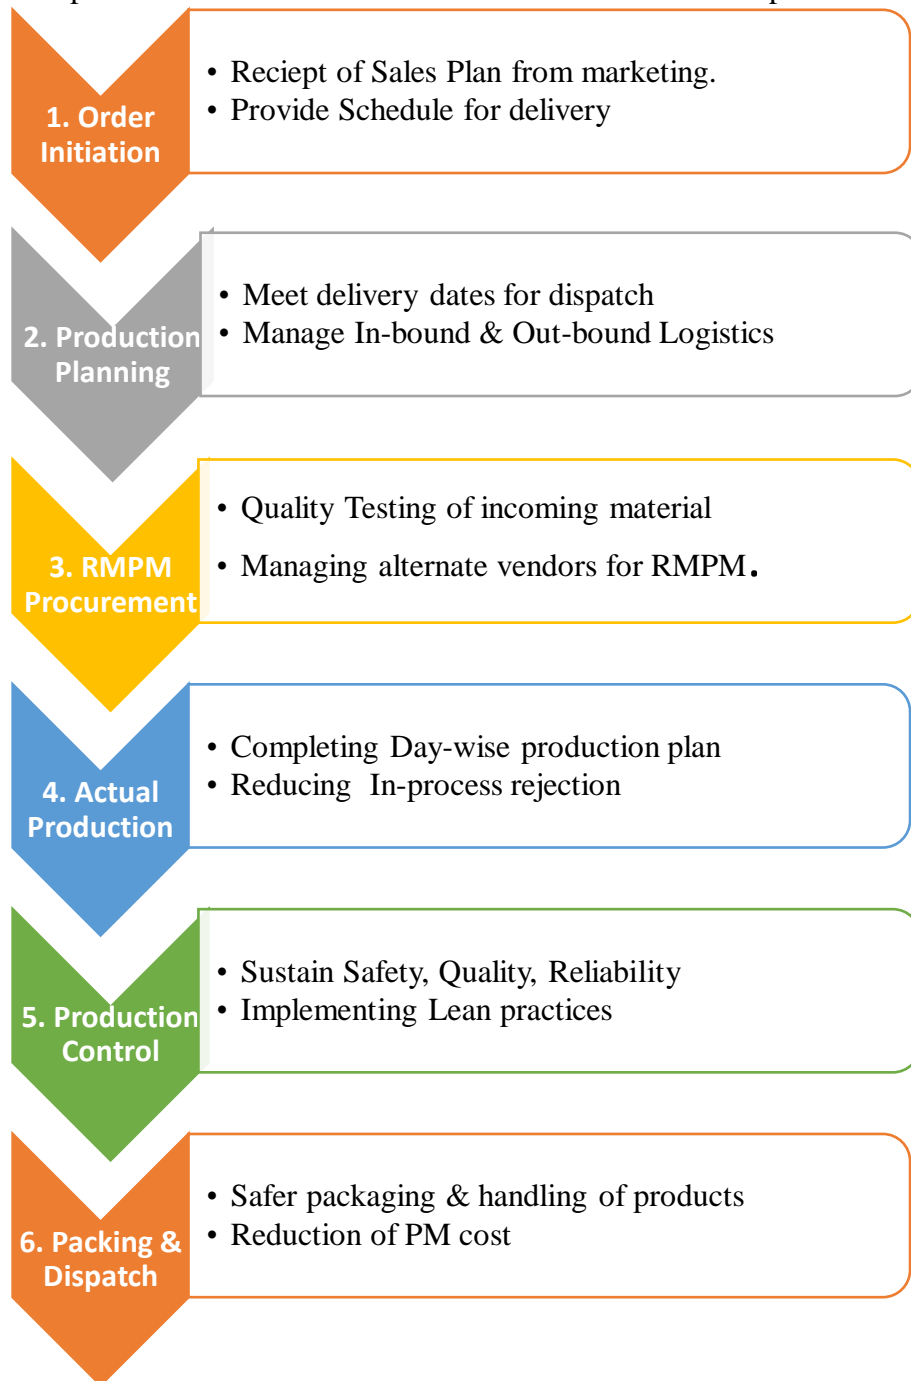 1. Order
Initiation
• Reciept of Sales Plan from marketing.
• Provide Schedule for delivery
2. Production
Planning
• Meet delivery dates for dispatch
• Manage In-bound & Out-bound Logistics
3. RMPM
Procurement
• Quality Testing of incoming material
• Managing alternate vendors for RMPM.
4. Actual
Production
• Completing Day-wise production plan
• Reducing In-process rejection
5. Production
Control
• Sustain Safety, Quality, Reliability
• Implementing Lean practices
6. Packing &
Dispatch
• Safer packaging & handling of products
• Reduction of PM cost